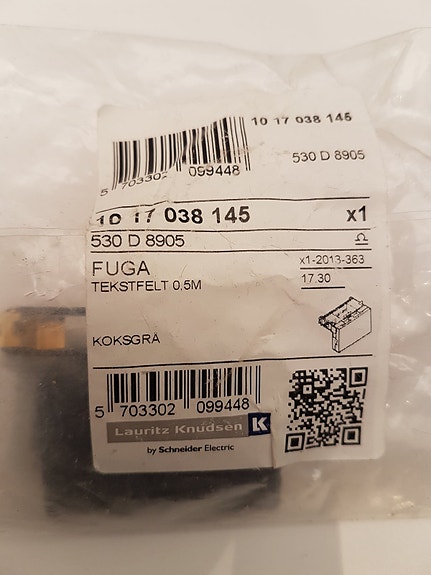 10 17 038 145
5 703302 099448
530 D 8905
10 17 038 145 x1
530 D 8905
FUGA x1-2013-363
TEKSTFELT 0,5M 17.30
KOKSGRÅ
5 703302 099448
Lauritz Knudsen LK
by Schneider Electric